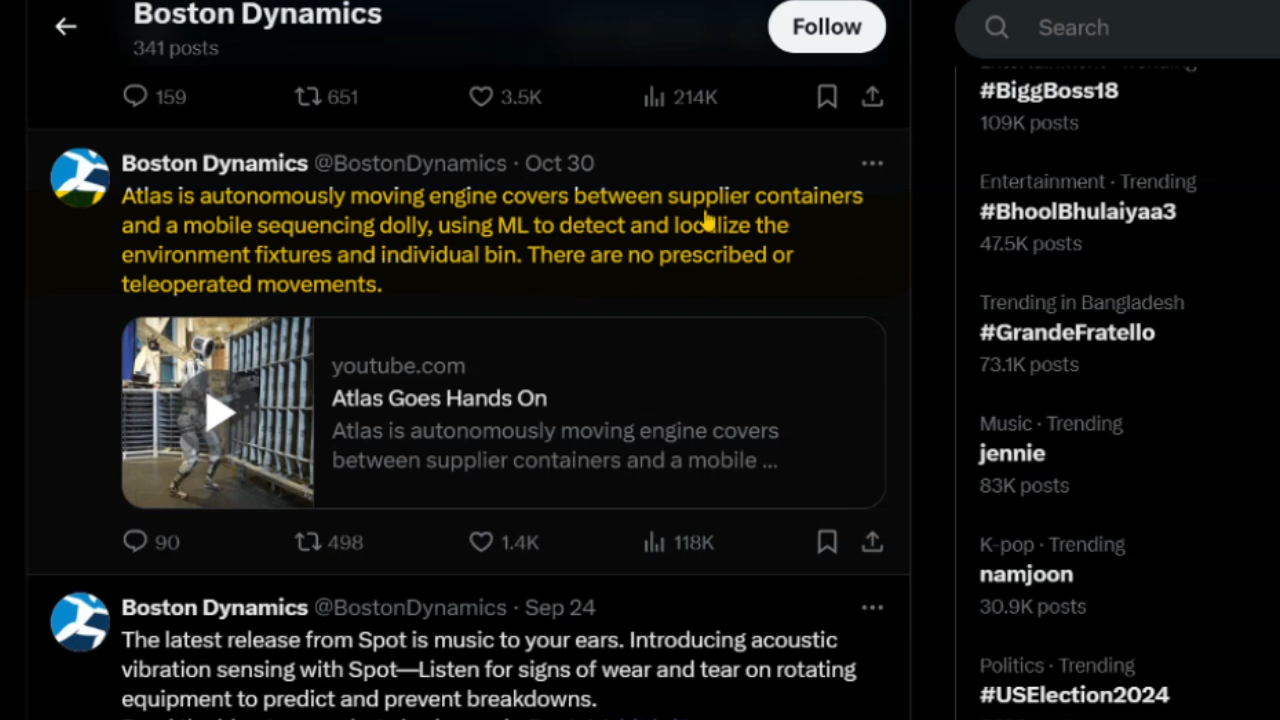 Boston Dynamics
341 posts
Follow
Search
159 651 3.5K 214K
Boston Dynamics @BostonDynamics · Oct 30
Atlas is autonomously moving engine covers between supplier containers
and a mobile sequencing dolly, using ML to detect and localize the
environment fixtures and individual bin. There are no prescribed or
teleoperated movements.
youtube.com
Atlas Goes Hands On
Atlas is autonomously moving engine covers
between supplier containers and a mobile ...
90 498 1.4K 118K
Boston Dynamics @BostonDynamics · Sep 24
The latest release from Spot is music to your ears. Introducing acoustic
vibration sensing with Spot—Listen for signs of wear and tear on rotating
equipment to predict and prevent breakdowns.
#BiggBoss18
109K posts
Entertainment · Trending
#BhoolBhulaiyaa3
47.5K posts
Trending in Bangladesh
#GrandeFratello
73.1K posts
Music · Trending
jennie
83K posts
K-pop · Trending
namjoon
30.9K posts
Politics · Trending
#USElection2024